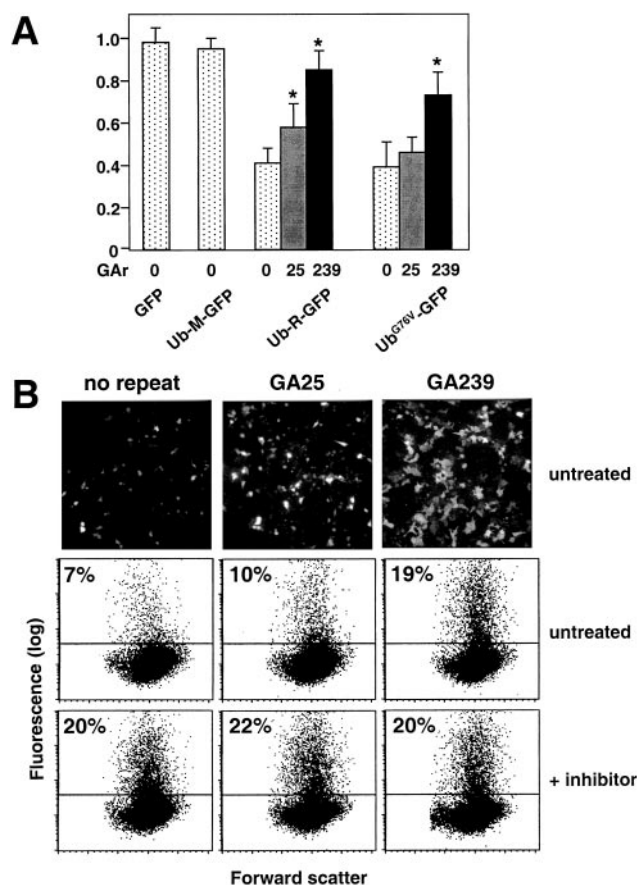 A
1.0
*
*
*
0.8
0.6
0.4
0.2
0
GAr 0 0 0 25 239 0 25 239
GFP
Ub-M-GFP
Ub-R-GFP
Ub^G76V-GFP
B
no repeat GA25 GA239
untreated
7% 10% 19%
untreated
20% 22% 20%
+ inhibitor
Fluorescence (log)
Forward scatter